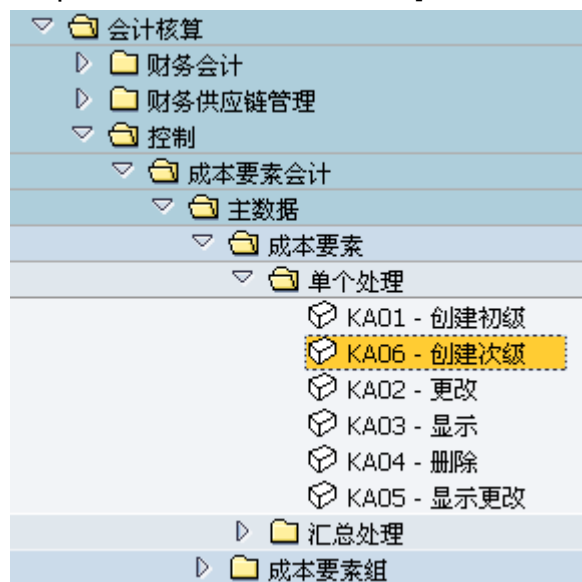 会计核算
财务会计
财务供应链管理
控制
成本要素会计
主数据
成本要素
单个处理
KA01 - 创建初级
KA06 - 创建次级
KA02 - 更改
KA03 - 显示
KA04 - 删除
KA05 - 显示更改
汇总处理
成本要素组